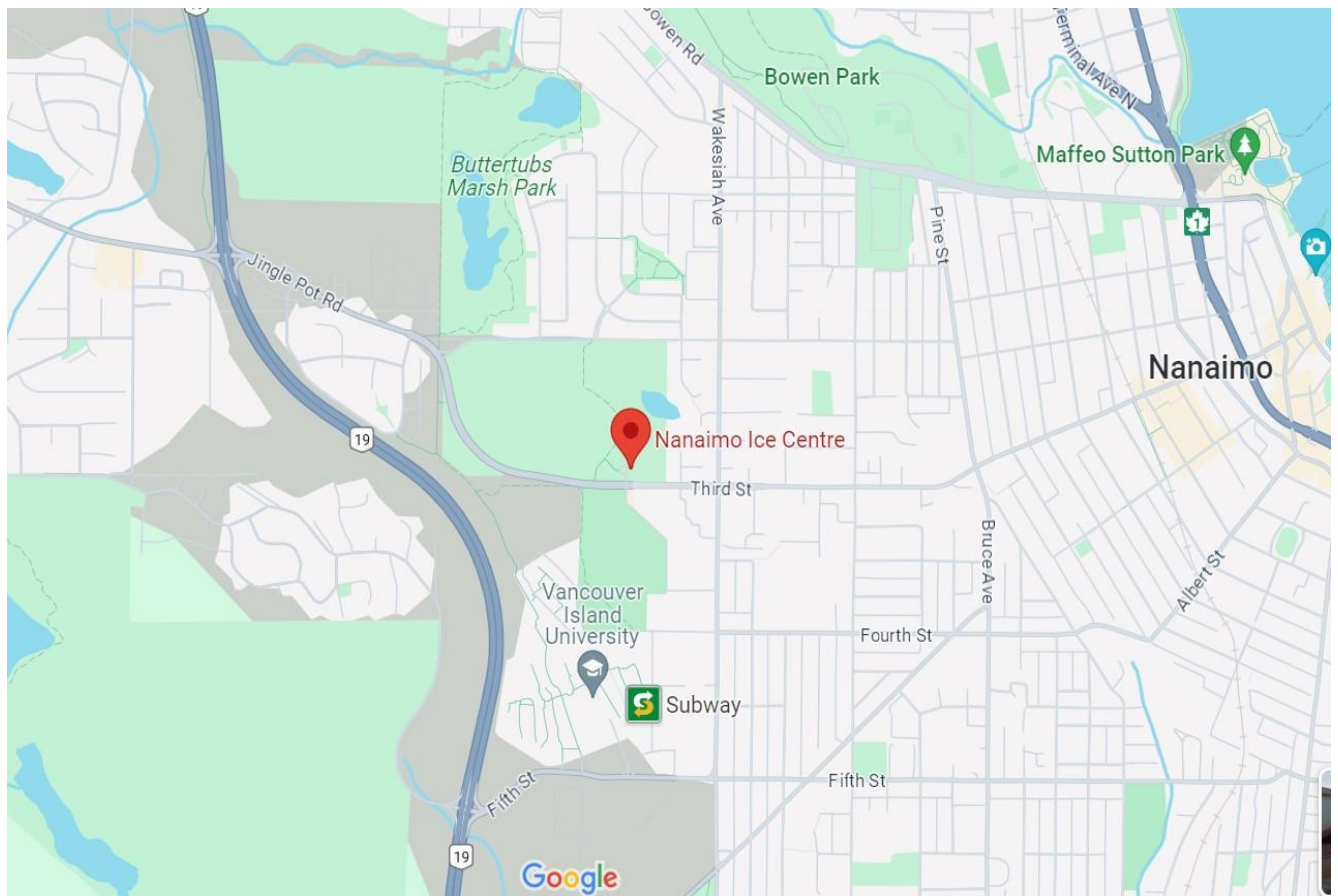 Bowen Rd
Terminal Ave N
Bowen Park
Wakesiah Ave
Maffeo Sutton Park
Buttertubs
Marsh Park
Pine St
1
Jingle Pot Rd
Nanaimo
19
Nanaimo Ice Centre
Third St
Bruce Ave
Albert St
Vancouver
Island
University
Fourth St
Subway
Fifth St
Fifth St
19
Google